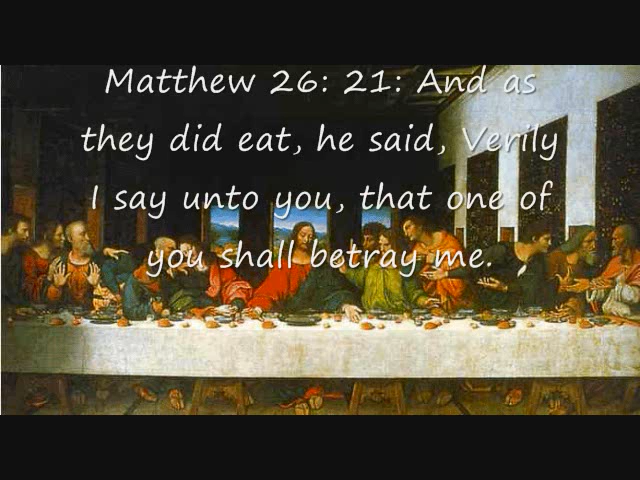 Matthew 26: 21: And as
they did eat, he said, Verily
I say unto you, that one of
you shall betray me.